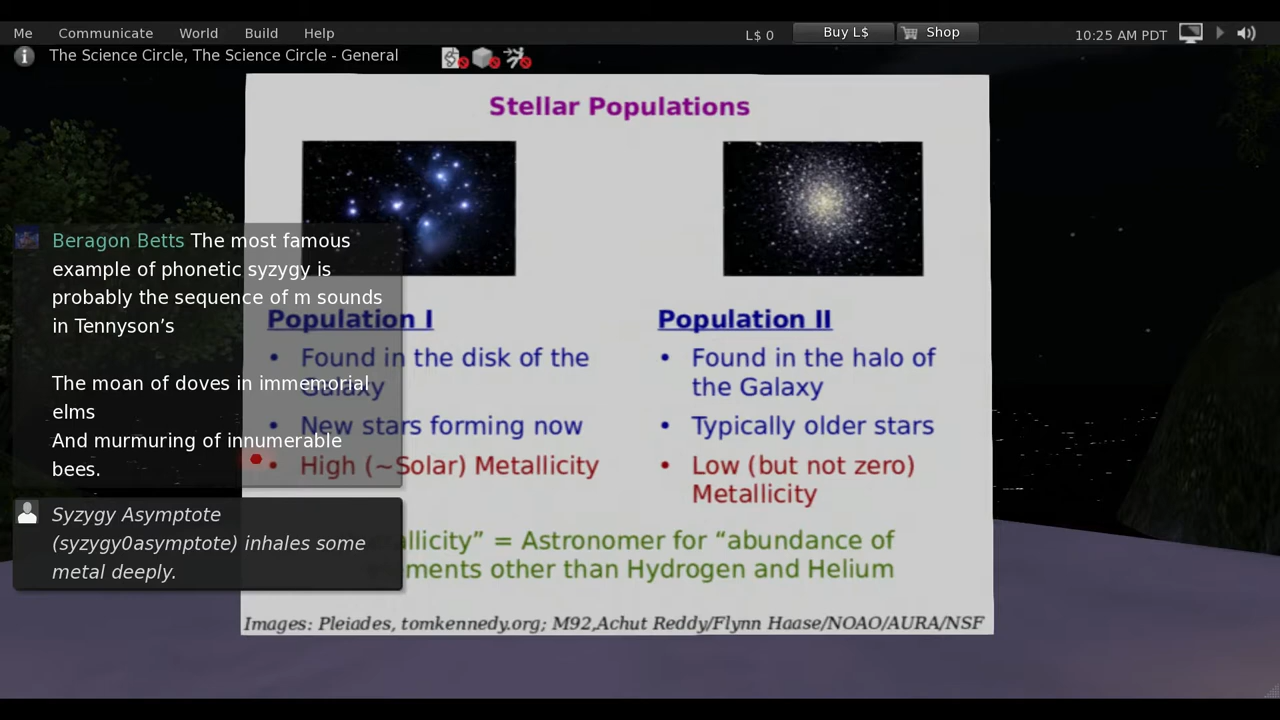 Me Communicate World Build Help L$ 0 Buy L$ Shop 10:25 AM PDT
The Science Circle, The Science Circle - General
Stellar Populations
Beragon Betts The most famous
example of phonetic syzygy is
probably the sequence of m sounds
in Tennyson's
The moan of doves in immemorial
elms
And murmuring of innumerable
bees.
Syzygy Asymptote
(syzygy0asymptote) inhales some
metal deeply.
Population I
• Found in the disk of the
Galaxy
• New stars forming now
• High (~Solar) Metallicity
Population II
• Found in the halo of
the Galaxy
• Typically older stars
• Low (but not zero)
Metallicity
allicity” = Astronomer for “abundance of
ments other than Hydrogen and Helium
Images: Pleiades, tomkennedy.org; M92,Achut Reddy/Flynn Haase/NOAO/AURA/NSF